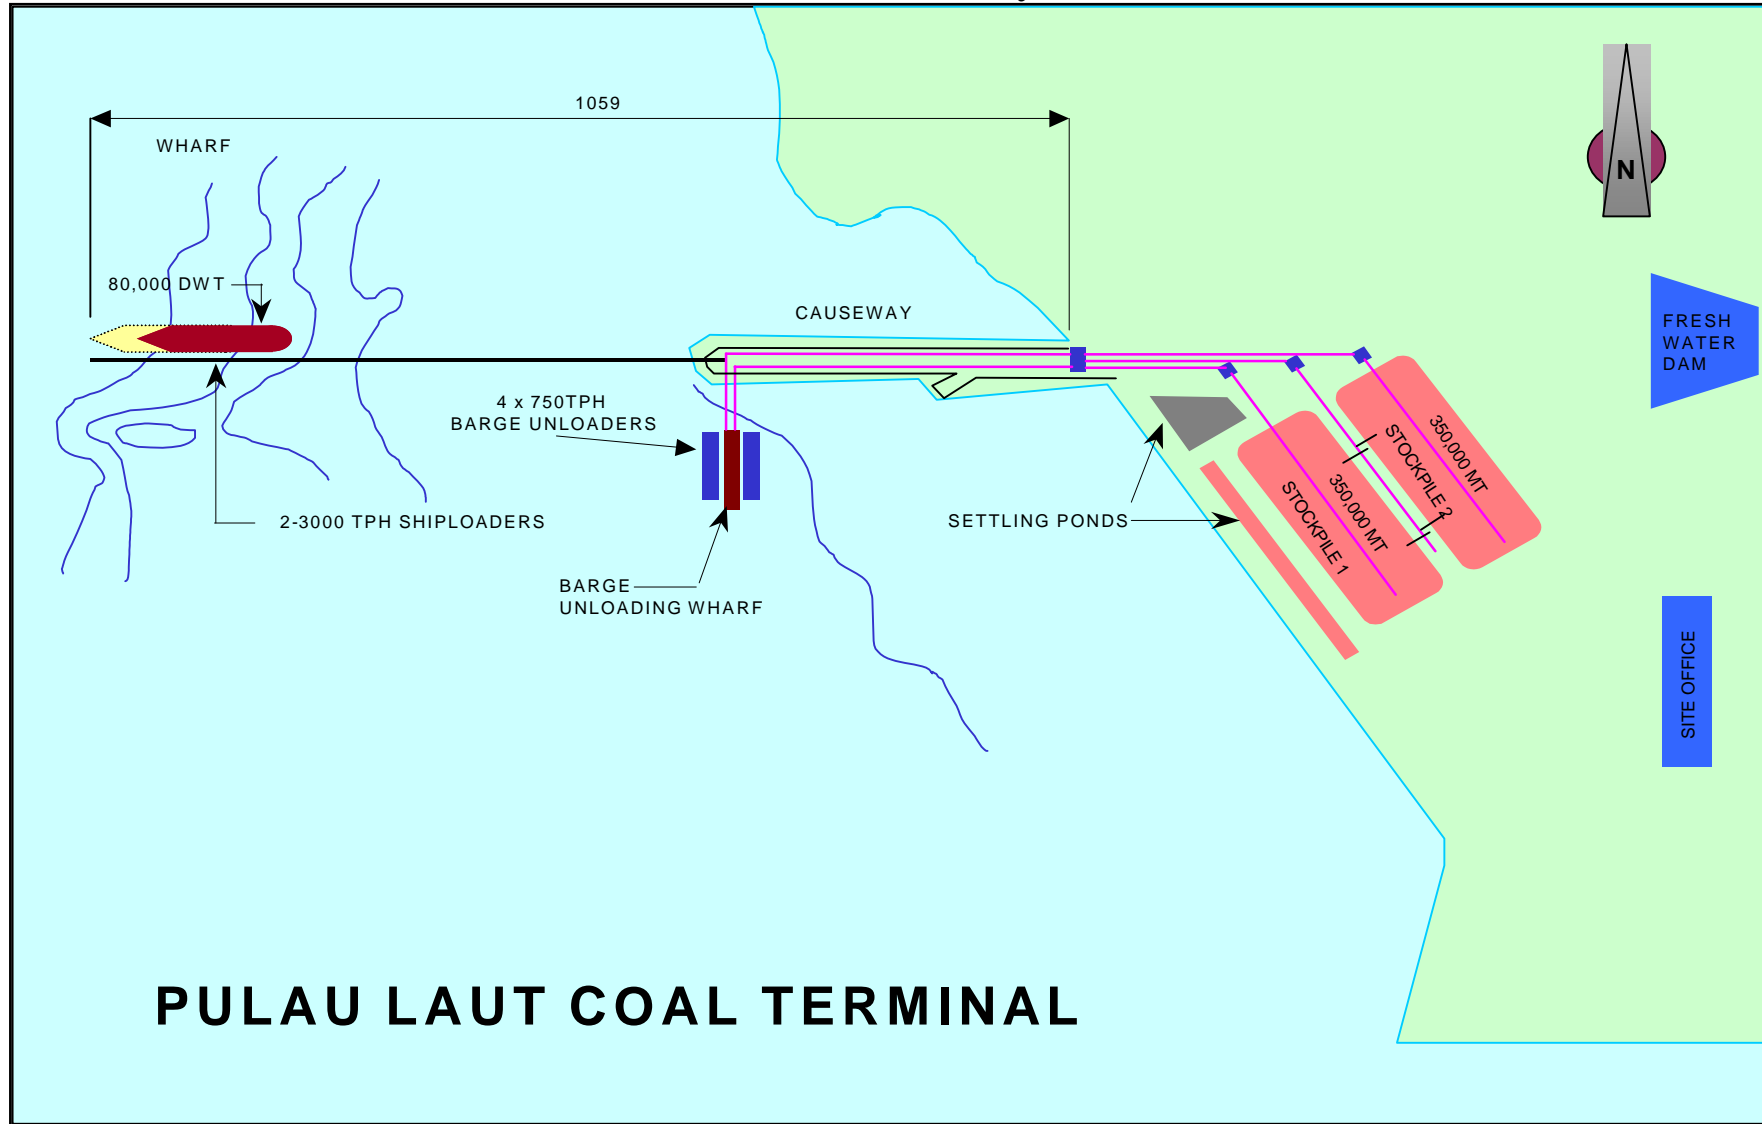 1059
WHARF
N
80,000 DWT
CAUSEWAY
FRESH
WATER
DAM
4 x 750TPH
BARGE UNLOADERS
350,000 MT
STOCKPILE 2
350,000 MT
STOCKPILE 1
2-3000 TPH SHIPLOADERS
SETTLING PONDS
BARGE
UNLOADING WHARF
SITE OFFICE
PULAU LAUT COAL TERMINAL